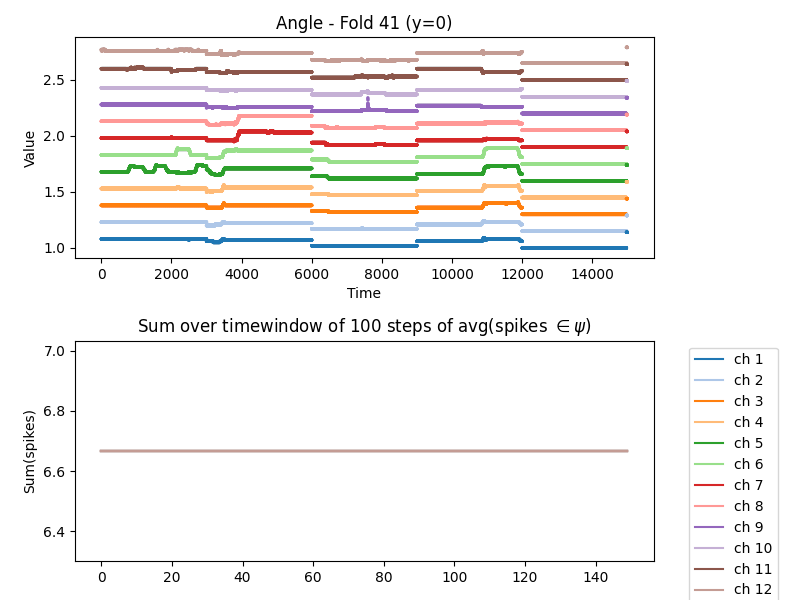 Angle - Fold 41 (y=0)
Value
2.5
2.0
1.5
1.0
0 2000 4000 6000 8000 10000 12000 14000
Time
Sum over timewindow of 100 steps of avg(spikes ∈ ψ)
Sum(spikes)
7.0
6.8
6.6
6.4
0 20 40 60 80 100 120 140
ch 1
ch 2
ch 3
ch 4
ch 5
ch 6
ch 7
ch 8
ch 9
ch 10
ch 11
ch 12